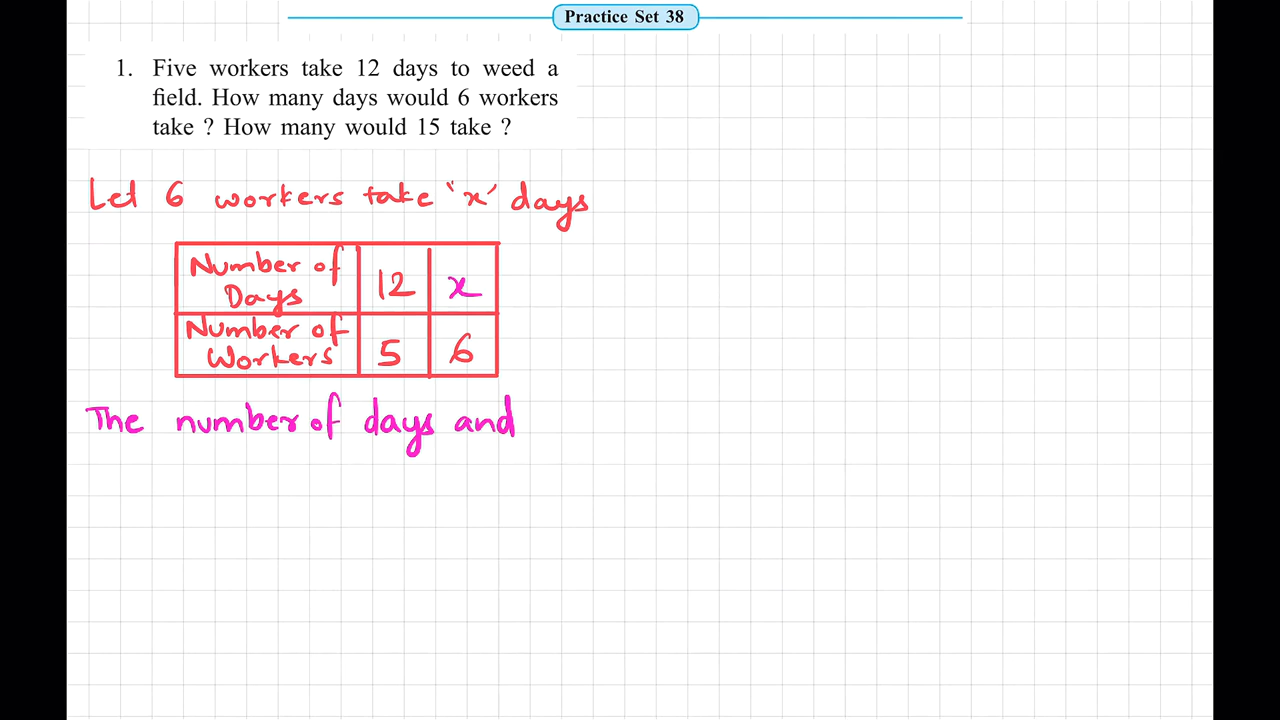 Practice Set 38
1. Five workers take 12 days to weed a
field. How many days would 6 workers
take ? How many would 15 take ?
Let 6 workers take 'x' days
Number of
Days 12 x
Number of
Workers 5 6
The number of days and